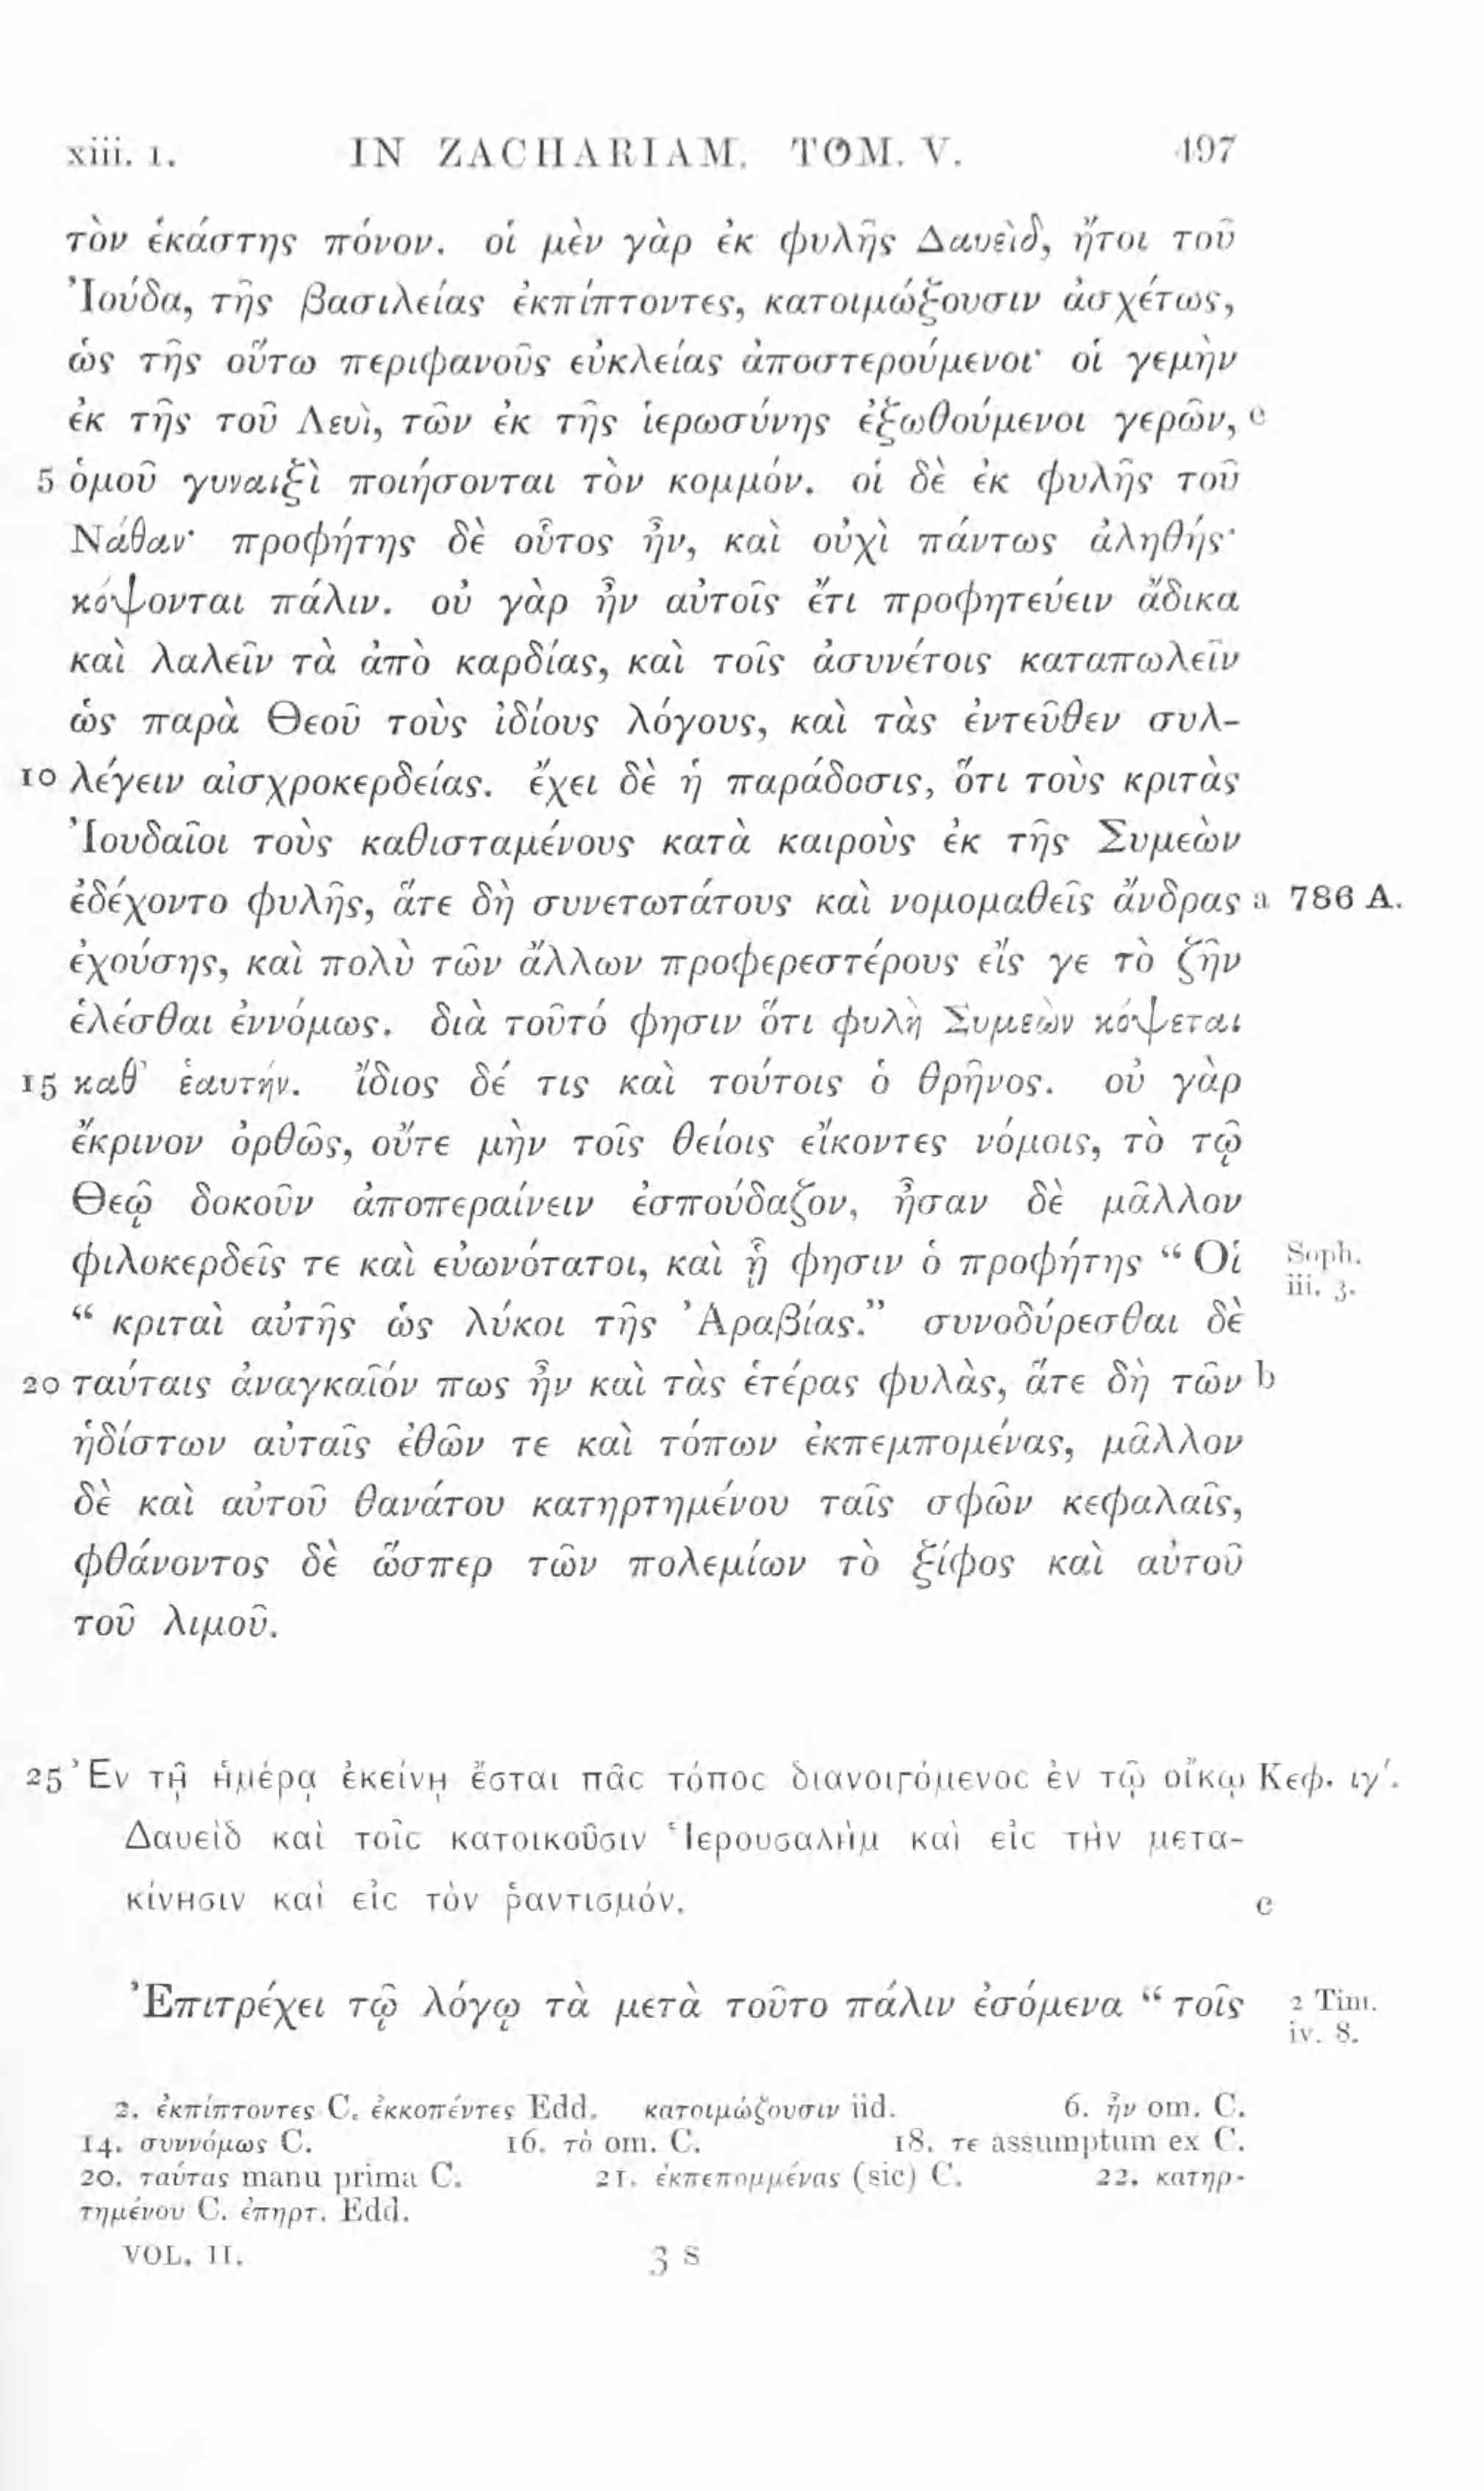 xiii. 1. IN ZACHARIAM. TOM. V. 497
τὸν ἑκάστης πόνον. οἱ μὲν γὰρ ἐκ φυλῆς Δαυεὶδ, ἤτοι τοῦ
Ἰούδα, τῆς βασιλείας ἐκπίπτοντες, κατοιμώξουσιν ἀσχέτως,
ὡς τῆς οὕτω περιφανοῦς εὐκλείας ἀποστερούμενοι· οἱ γεμὴν
ἐκ τῆς τοῦ Λευὶ, τῶν ἐκ τῆς ἱερωσύνης ἐξωθούμενοι γερῶν, e
5 ὁμοῦ γυναιξὶ ποιήσονται τὸν κομμόν. οἱ δὲ ἐκ φυλῆς τοῦ
Νάθαν· προφήτης δὲ οὗτος ἦν, καὶ οὐχὶ πάντως ἀληθής·
κόψονται πάλιν. οὐ γὰρ ἦν αὐτοῖς ἔτι προφητεύειν ἄδικα
καὶ λαλεῖν τὰ ἀπὸ καρδίας, καὶ τοῖς ἀσυνέτοις καταπωλεῖν
ὡς παρὰ Θεοῦ τοὺς ἰδίους λόγους, καὶ τὰς ἐντεῦθεν συλ-
10 λέγειν αἰσχροκερδείας. ἔχει δὲ ἡ παράδοσις, ὅτι τοὺς κριτὰς
Ἰουδαῖοι τοὺς καθισταμένους κατὰ καιροὺς ἐκ τῆς Συμεὼν
ἐδέχοντο φυλῆς, ἅτε δὴ συνετωτάτους καὶ νομομαθεῖς ἄνδρας a 786 A.
ἐχούσης, καὶ πολὺ τῶν ἄλλων προφερεστέρους εἴς γε τὸ ζῆν
ἑλέσθαι ἐννόμως. διὰ τοῦτό φησιν ὅτι φυλὴ Συμεὼν κόψεται
15 καθ' ἑαυτήν. ἴδιος δέ τις καὶ τούτοις ὁ θρῆνος. οὐ γὰρ
ἔκρινον ὀρθῶς, οὔτε μὴν τοῖς θείοις εἴκοντες νόμοις, τὸ τῷ
Θεῷ δοκοῦν ἀποπεραίνειν ἐσπούδαζον, ἦσαν δὲ μᾶλλον
φιλοκερδεῖς τε καὶ εὐωνότατοι, καὶ ᾗ φησιν ὁ προφήτης “ Οἱ Soph. iii. 3.
“ κριταὶ αὐτῆς ὡς λύκοι τῆς Ἀραβίας.” συνοδύρεσθαι δὲ
20 ταύταις ἀναγκαῖόν πως ἦν καὶ τὰς ἑτέρας φυλὰς, ἅτε δὴ τῶν b
ἡδίστων αὐταῖς ἐθῶν τε καὶ τόπων ἐκπεμπομένας, μᾶλλον
δὲ καὶ αὐτοῦ θανάτου κατηρτημένου ταῖς σφῶν κεφαλαῖς,
φθάνοντος δὲ ὥσπερ τῶν πολεμίων τὸ ξίφος καὶ αὐτοῦ
τοῦ λιμοῦ.
25 Ἐν τῇ ἡμέρᾳ ἐκείνῃ ἔσται πᾶς τόπος διανοιγόμενος ἐν τῷ οἴκῳ Κεφ. ιγ΄.
Δαυεὶδ καὶ τοῖς κατοικοῦσιν Ἱερουσαλὴμ καὶ εἰς τὴν μετα-
κίνησιν καὶ εἰς τὸν ῥαντισμόν. c
Ἐπιτρέχει τῷ λόγῳ τὰ μετὰ τοῦτο πάλιν ἐσόμενα “ τοῖς 2 Tim. iv. 8.
2. ἐκπίπτοντες C. ἐκκοπέντες Edd. κατοιμώζουσιν iid. 6. ἦν om. C.
14. συννόμως C. 16. τὸ om. C. 18. τε assumptum ex C.
20. ταύτας manu prima C. 21. ἐκπεπομμένας (sic) C. 22. κατηρ-
τημένου C. ἐπηρτ. Edd.
VOL. II. 3 S